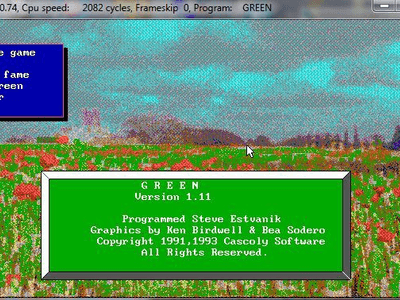 0.74, Cpu speed: 2082 cycles, Frameskip 0, Program: GREEN
e game
fame
reen
G R E E N
Version 1.11
Programmed Steve Estvanik
Graphics by Ken Birdwell & Bea Sodero
Copyright 1991,1993 Cascoly Software
All Rights Reserved.